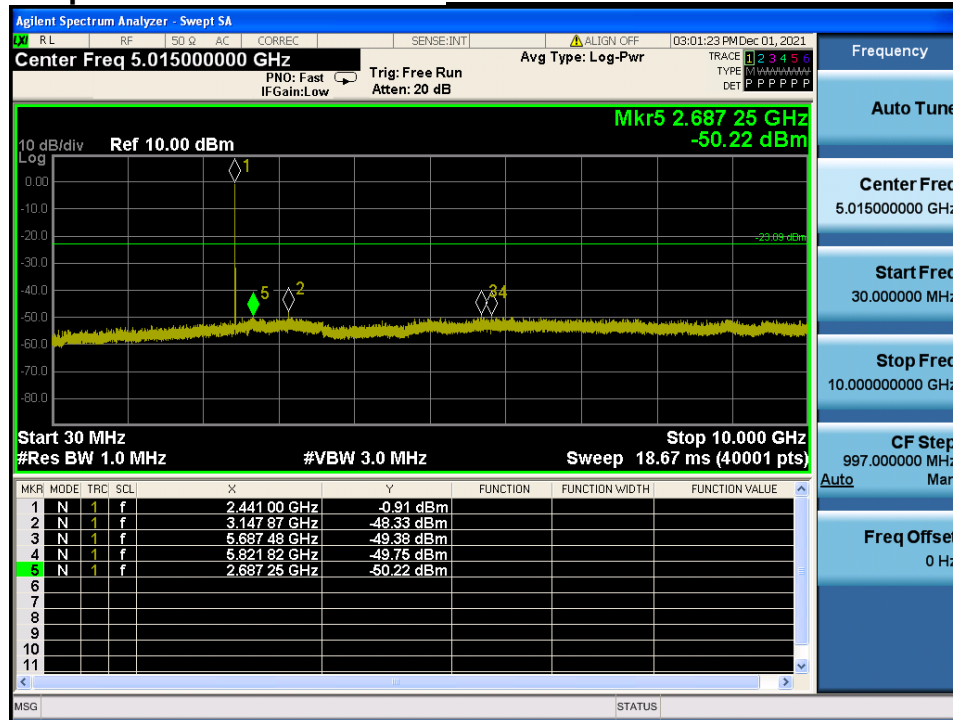 Agilent Spectrum Analyzer - Swept SA
LXI RL RF 50 Ω AC CORREC SENSE:INT ALIGN OFF 03:01:23 PM Dec 01, 2021
Center Freq 5.015000000 GHz
PNO: Fast
IFGain:Low
Trig: Free Run
Atten: 20 dB
Avg Type: Log-Pwr
TRACE 1 2 3 4 5 6
TYPE M W W W W W
DET P P P P P P
Mkr5 2.687 25 GHz
-50.22 dBm
10 dB/div Ref 10.00 dBm
Log
0.00
-10.0
-20.0
-30.0
-40.0
-50.0
-60.0
-70.0
-80.0
-23.09 dBm
1
5
2
3
4
Start 30 MHz Stop 10.000 GHz
#Res BW 1.0 MHz #VBW 3.0 MHz Sweep 18.67 ms (40001 pts)
MKR MODE TRC SCL X Y FUNCTION FUNCTION WIDTH FUNCTION VALUE
1 N 1 f 2.441 00 GHz -0.91 dBm
2 N 1 f 3.147 87 GHz -48.33 dBm
3 N 1 f 5.687 48 GHz -49.38 dBm
4 N 1 f 5.821 82 GHz -49.75 dBm
5 N 1 f 2.687 25 GHz -50.22 dBm
6
7
8
9
10
11
MSG STATUS
Frequency
Auto Tune
Center Freq
5.015000000 GHz
Start Freq
30.000000 MHz
Stop Freq
10.000000000 GHz
CF Step
997.000000 MHz
Auto Man
Freq Offset
0 Hz